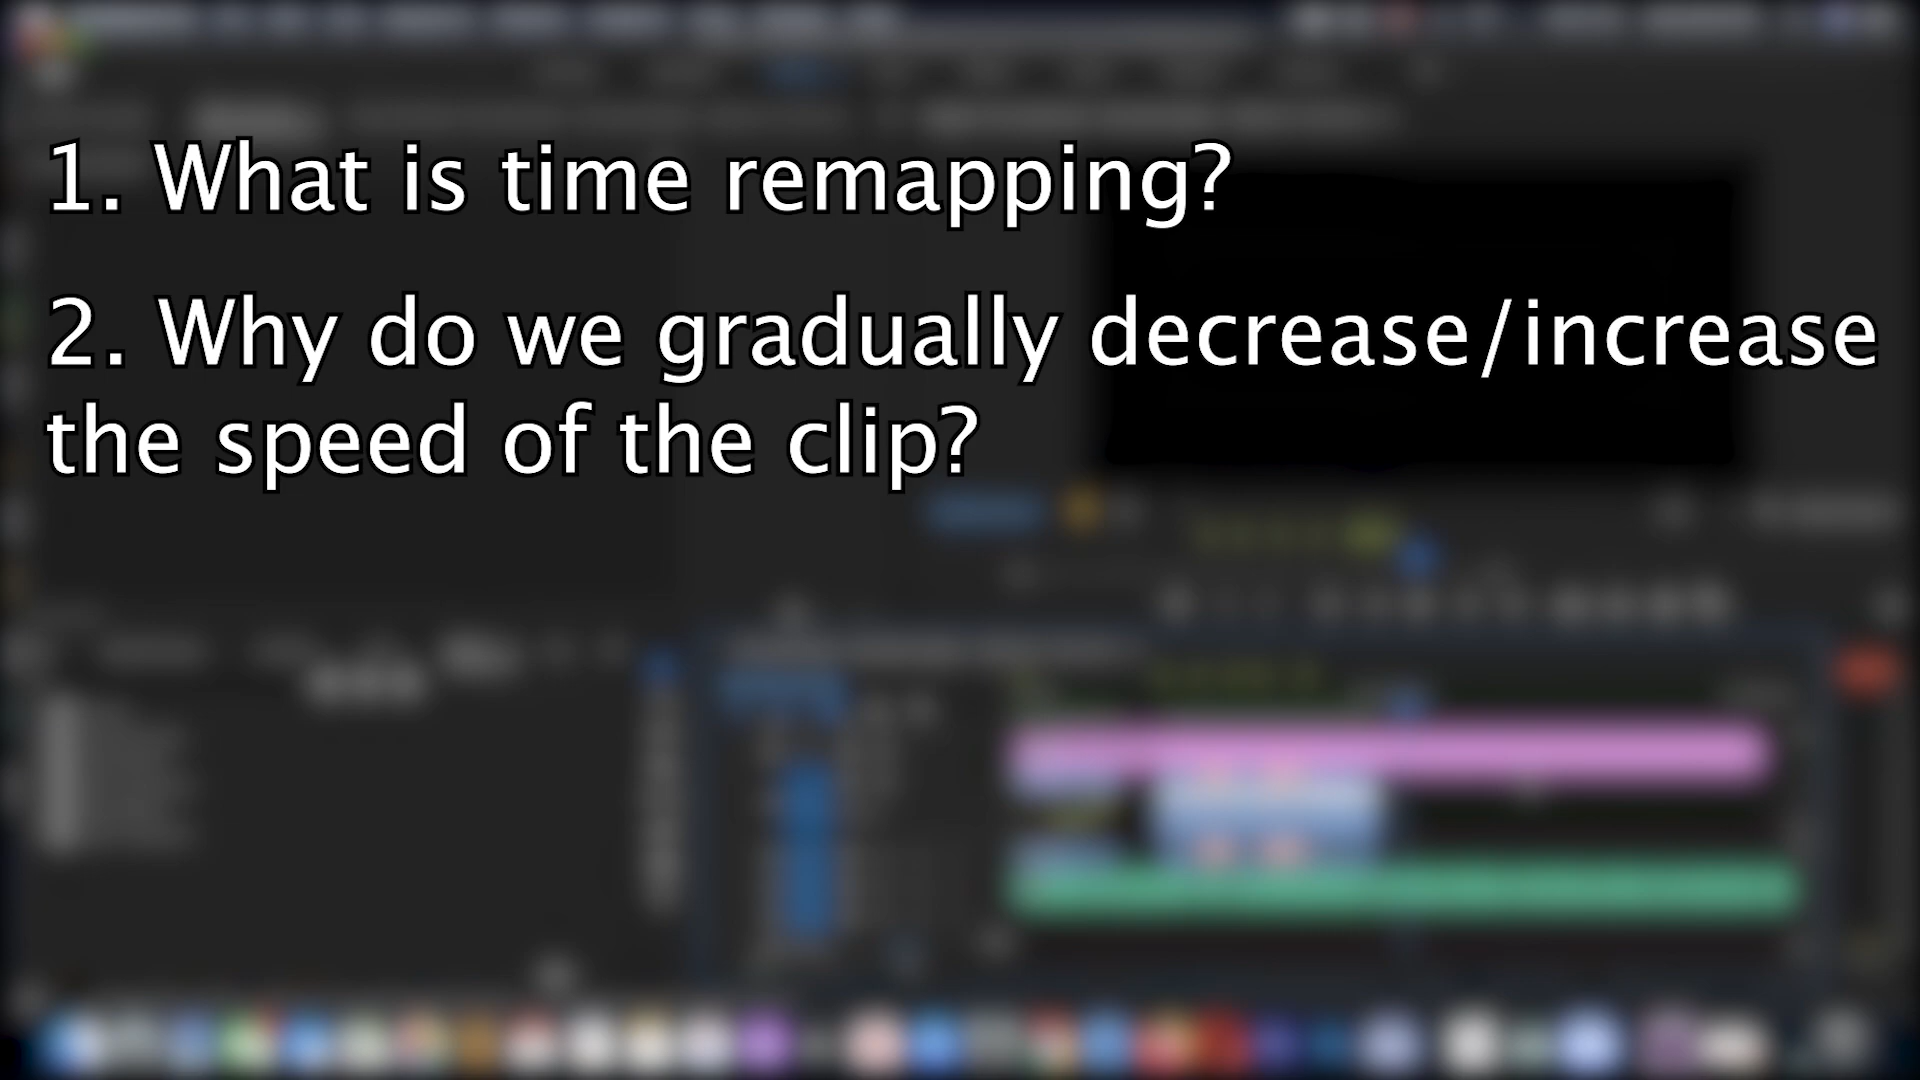 1. What is time remapping?
2. Why do we gradually decrease/increase
the speed of the clip?